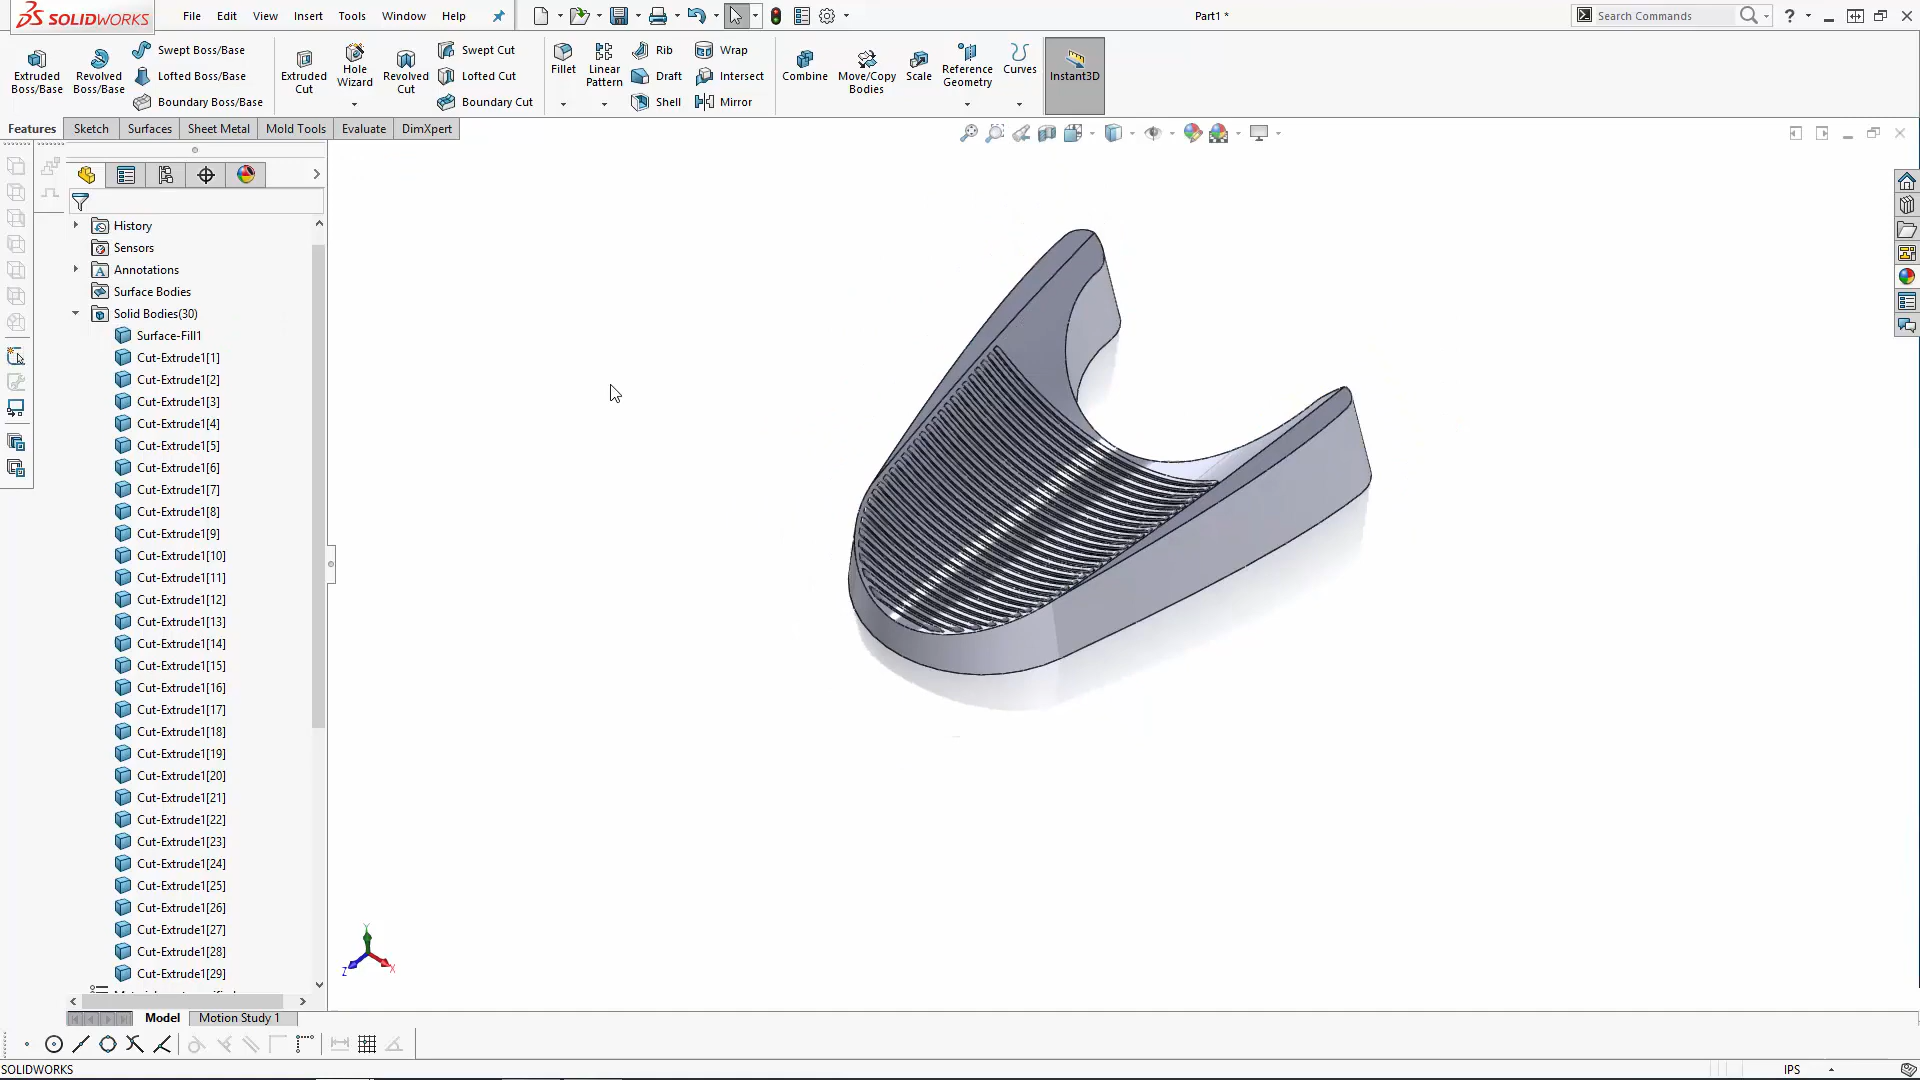 SOLIDWORKS File Edit View Insert Tools Window Help
Part1 *
Search Commands
Extruded Boss/Base
Revolved Boss/Base
Swept Boss/Base
Lofted Boss/Base
Boundary Boss/Base
Extruded Cut
Hole Wizard
Revolved Cut
Swept Cut
Lofted Cut
Boundary Cut
Fillet
Linear Pattern
Rib
Draft
Shell
Wrap
Intersect
Mirror
Combine
Move/Copy Bodies
Scale
Reference Geometry
Curves
Instant3D
Features Sketch Surfaces Sheet Metal Mold Tools Evaluate DimXpert
History
Sensors
Annotations
Surface Bodies
Solid Bodies(30)
Surface-Fill1
Cut-Extrude1[1]
Cut-Extrude1[2]
Cut-Extrude1[3]
Cut-Extrude1[4]
Cut-Extrude1[5]
Cut-Extrude1[6]
Cut-Extrude1[7]
Cut-Extrude1[8]
Cut-Extrude1[9]
Cut-Extrude1[10]
Cut-Extrude1[11]
Cut-Extrude1[12]
Cut-Extrude1[13]
Cut-Extrude1[14]
Cut-Extrude1[15]
Cut-Extrude1[16]
Cut-Extrude1[17]
Cut-Extrude1[18]
Cut-Extrude1[19]
Cut-Extrude1[20]
Cut-Extrude1[21]
Cut-Extrude1[22]
Cut-Extrude1[23]
Cut-Extrude1[24]
Cut-Extrude1[25]
Cut-Extrude1[26]
Cut-Extrude1[27]
Cut-Extrude1[28]
Cut-Extrude1[29]
Y
Z
X
Model Motion Study 1
SOLIDWORKS
IPS